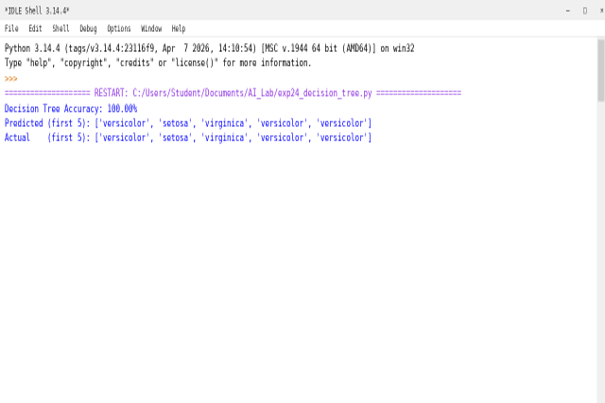 *IDLE Shell 3.14.4*
File Edit Shell Debug Options Window Help
Python 3.14.4 (tags/v3.14.4:23116f9, Apr  7 2026, 14:10:54) [MSC v.1944 64 bit (AMD64)] on win32
Type "help", "copyright", "credits" or "license()" for more information.
>>>
==================== RESTART: C:/Users/Student/Documents/AI_Lab/exp24_decision_tree.py ====================
Decision Tree Accuracy: 100.00%
Predicted (first 5): ['versicolor', 'setosa', 'virginica', 'versicolor', 'versicolor']
Actual    (first 5): ['versicolor', 'setosa', 'virginica', 'versicolor', 'versicolor']